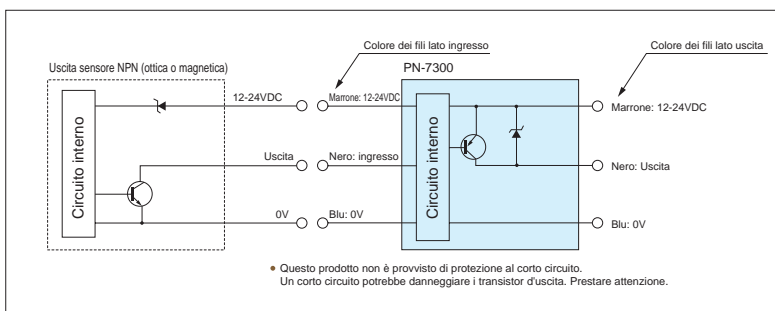 Colore dei fili lato ingresso
Colore dei fili lato uscita
Uscita sensore NPN (ottica o magnetica)
PN-7300
12-24VDC
Marrone: 12-24VDC
Marrone: 12-24VDC
Circuito interno
Circuito interno
Uscita
Nero: ingresso
Nero: Uscita
0V
Blu: 0V
Blu: 0V
• Questo prodotto non è provvisto di protezione al corto circuito.
Un corto circuito potrebbe danneggiare i transistor d'uscita. Prestare attenzione.